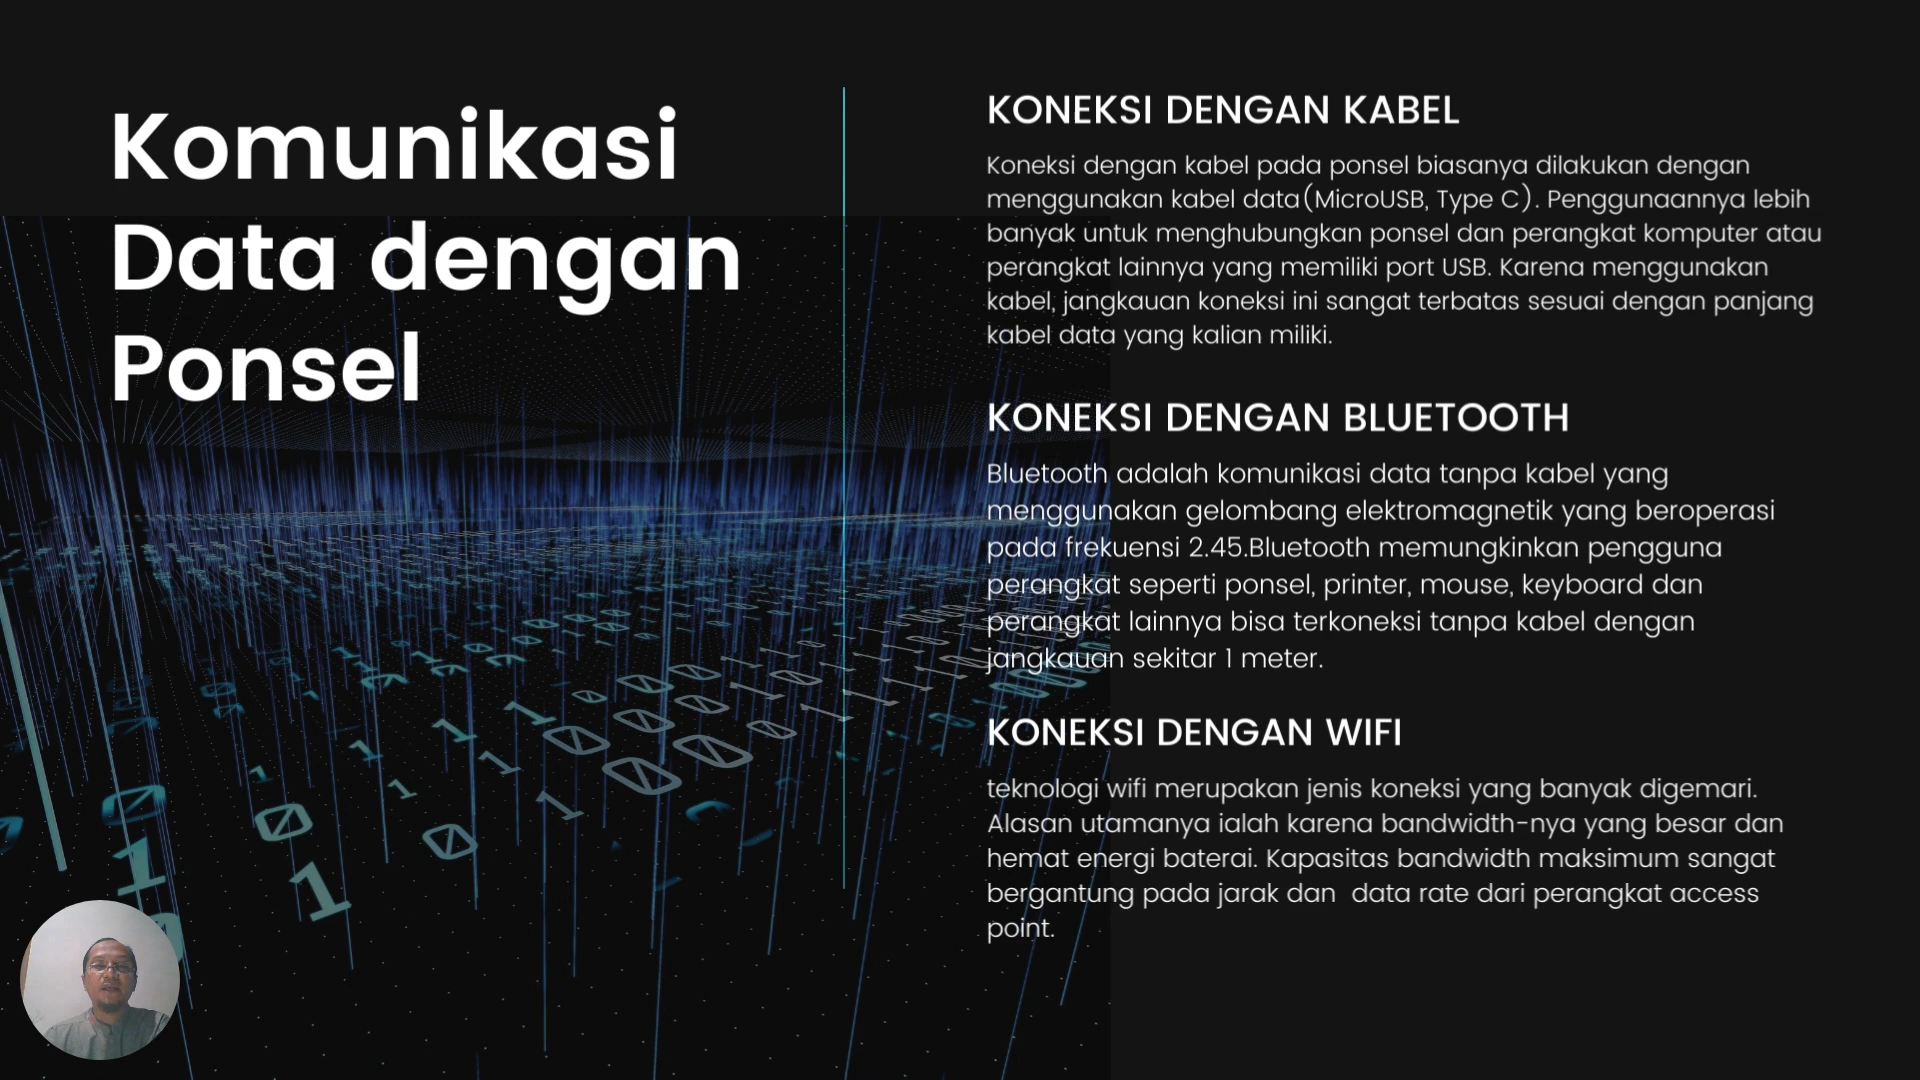 Komunikasi
Data dengan
Ponsel
KONEKSI DENGAN KABEL
Koneksi dengan kabel pada ponsel biasanya dilakukan dengan
menggunakan kabel data(MicroUSB, Type C). Penggunaannya lebih
banyak untuk menghubungkan ponsel dan perangkat komputer atau
perangkat lainnya yang memiliki port USB. Karena menggunakan
kabel, jangkauan koneksi ini sangat terbatas sesuai dengan panjang
kabel data yang kalian miliki.
KONEKSI DENGAN BLUETOOTH
Bluetooth adalah komunikasi data tanpa kabel yang
menggunakan gelombang elektromagnetik yang beroperasi
pada frekuensi 2.45.Bluetooth memungkinkan pengguna
perangkat seperti ponsel, printer, mouse, keyboard dan
perangkat lainnya bisa terkoneksi tanpa kabel dengan
jangkauan sekitar 1 meter.
KONEKSI DENGAN WIFI
teknologi wifi merupakan jenis koneksi yang banyak digemari.
Alasan utamanya ialah karena bandwidth-nya yang besar dan
hemat energi baterai. Kapasitas bandwidth maksimum sangat
bergantung pada jarak dan  data rate dari perangkat access
point.